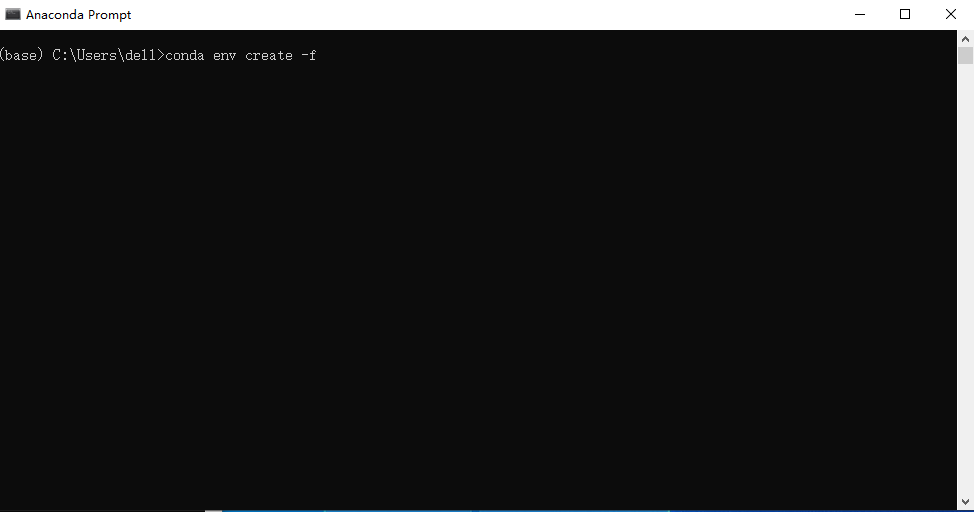 Anaconda Prompt
(base) C:\Users\dell>conda env create -f